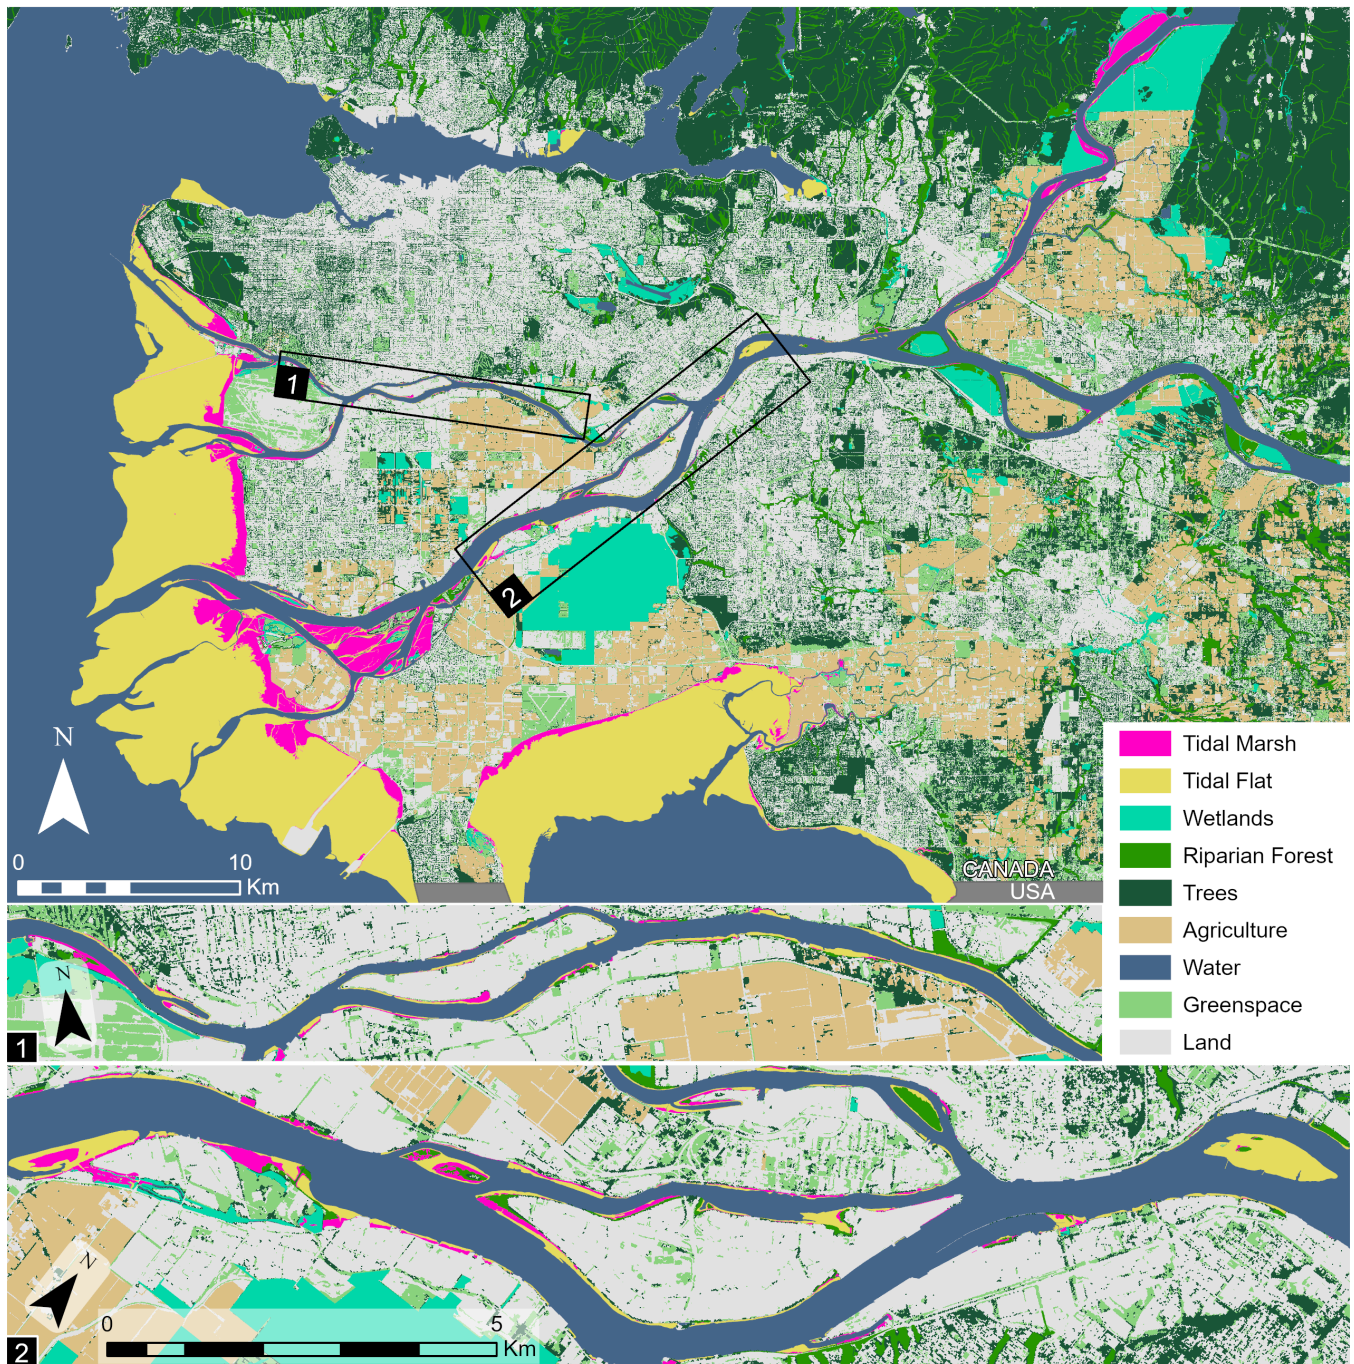 1
2
N
0 10
Km
CANADA
USA
Tidal Marsh
Tidal Flat
Wetlands
Riparian Forest
Trees
Agriculture
Water
Greenspace
Land
N
1
N
0 5
Km
2